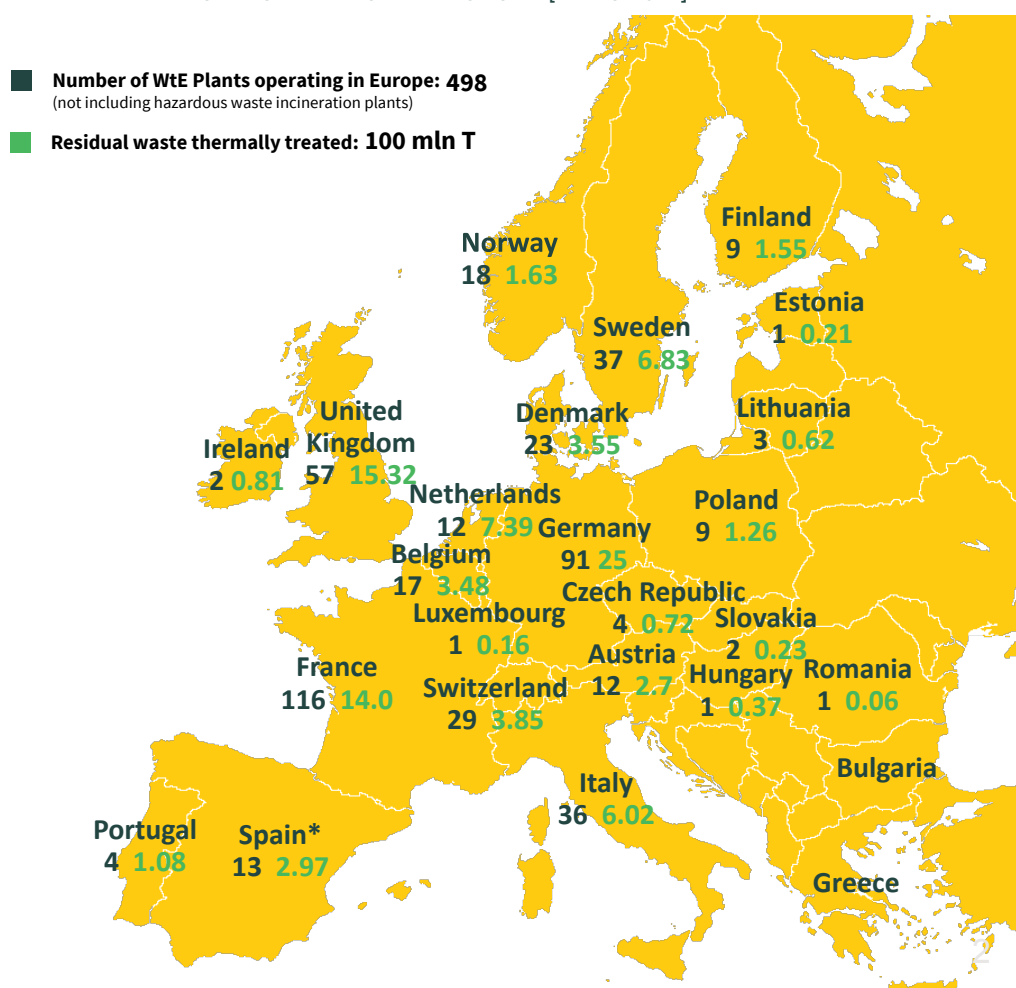 Number of WtE Plants operating in Europe: 498
(not including hazardous waste incineration plants)
Residual waste thermally treated: 100 mln T
Finland
9 1.55
Norway
18 1.63
Estonia
1 0.21
Sweden
37 6.83
Lithuania
3 0.62
Denmark
23 3.55
United
Kingdom
57 15.32
Ireland
2 0.81
Netherlands
12 7.39
Germany
91 25
Poland
9 1.26
Belgium
17 3.48
Czech Republic
4 0.72
Luxembourg
1 0.16
Slovakia
2 0.23
Austria
12 2.7
Hungary
1 0.37
Romania
1 0.06
France
116 14.0
Switzerland
29 3.85
Bulgaria
Italy
36 6.02
Portugal
4 1.08
Spain*
13 2.97
Greece
2